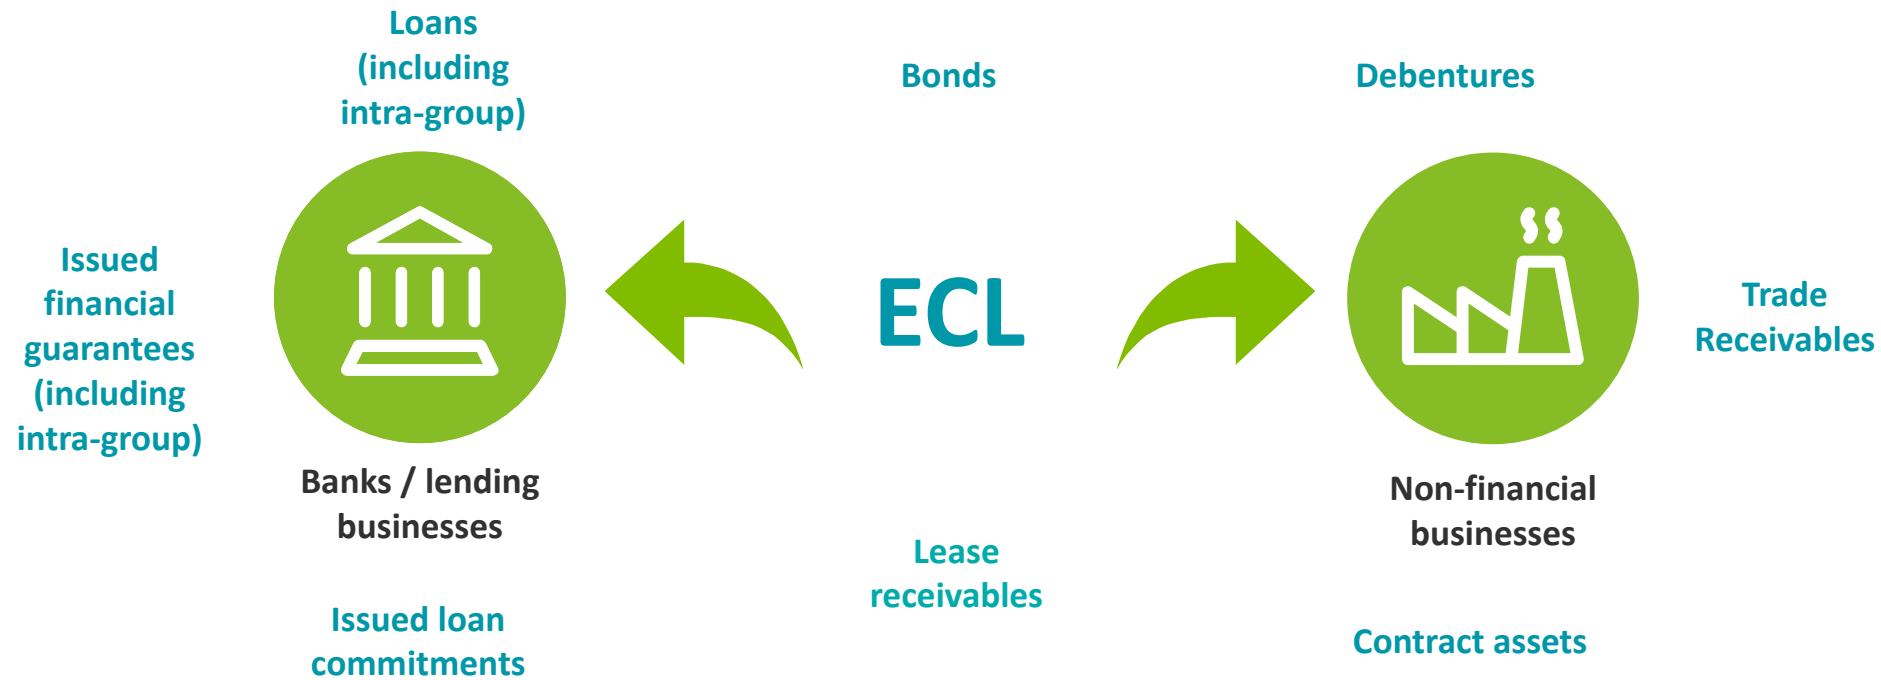 Loans
(including
intra-group)
Bonds
Debentures
Issued
financial
guarantees
(including
intra-group)
ECL
Trade
Receivables
Banks / lending
businesses
Non-financial
businesses
Lease
receivables
Issued loan
commitments
Contract assets